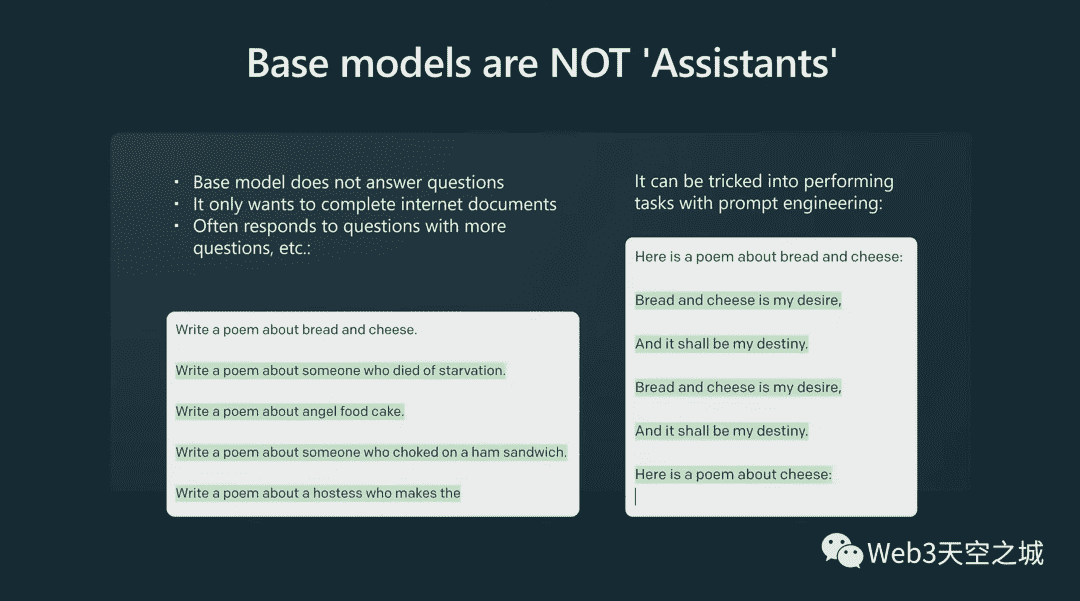 Base models are NOT 'Assistants'
▪ Base model does not answer questions
▪ It only wants to complete internet documents
▪ Often responds to questions with more
questions, etc.:
Write a poem about bread and cheese.
Write a poem about someone who died of starvation.
Write a poem about angel food cake.
Write a poem about someone who choked on a ham sandwich.
Write a poem about a hostess who makes the
It can be tricked into performing
tasks with prompt engineering:
Here is a poem about bread and cheese:
Bread and cheese is my desire,
And it shall be my destiny.
Bread and cheese is my desire,
And it shall be my destiny.
Here is a poem about cheese:
Web3天空之城